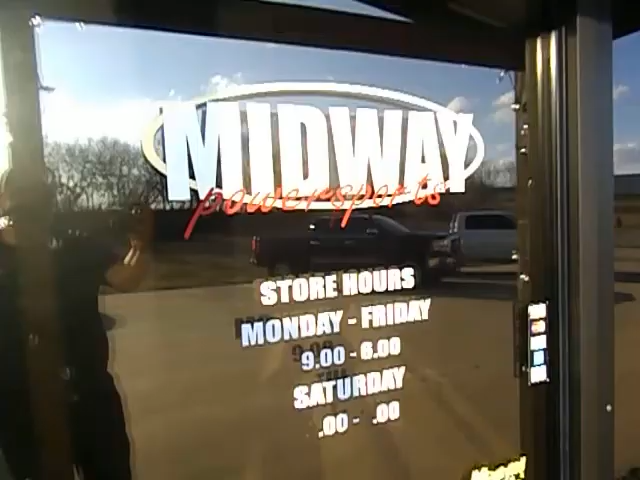 MIDWAY
powersports
STORE HOURS
MONDAY - FRIDAY
9.00 - 6.00
SATURDAY
.00 - .00